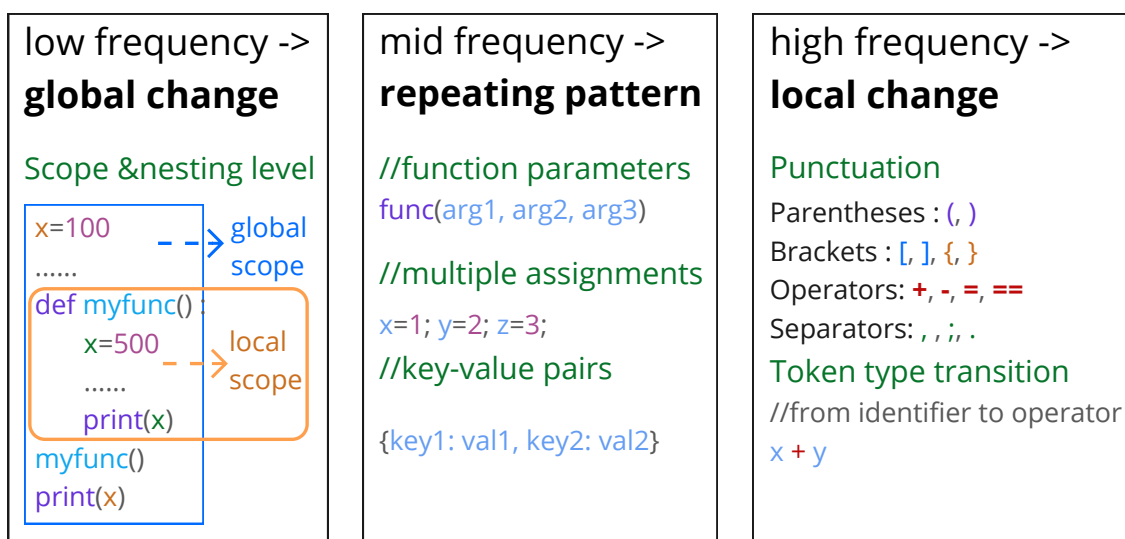 low frequency ->
global change
Scope &nesting level
x=100
global
scope
......
def myfunc() :
x=500
local
scope
......
print(x)
myfunc()
print(x)
mid frequency ->
repeating pattern
//function parameters
func(arg1, arg2, arg3)
//multiple assignments
x=1; y=2; z=3;
//key-value pairs
{key1: val1, key2: val2}
high frequency ->
local change
Punctuation
Parentheses : (, )
Brackets : [, ], {, }
Operators: +, -, =, ==
Separators: , , ;, .
Token type transition
//from identifier to operator
x + y